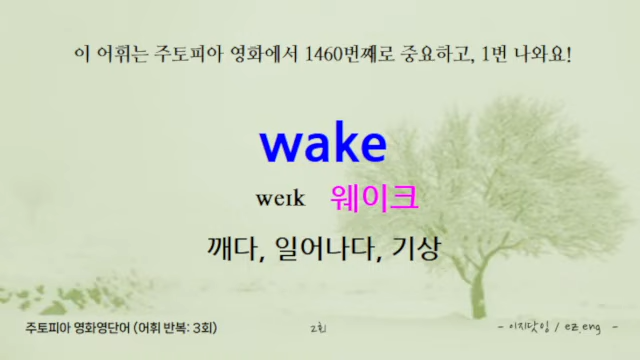 이 어휘는 주토피아 영화에서 1460번째로 중요하고, 1번 나와요!
wake
weɪk 웨이크
깨다, 일어나다, 기상
주토피아 영화영단어 (어휘 반복: 3회) 2회 - 이지닷잉 / ez.eng -